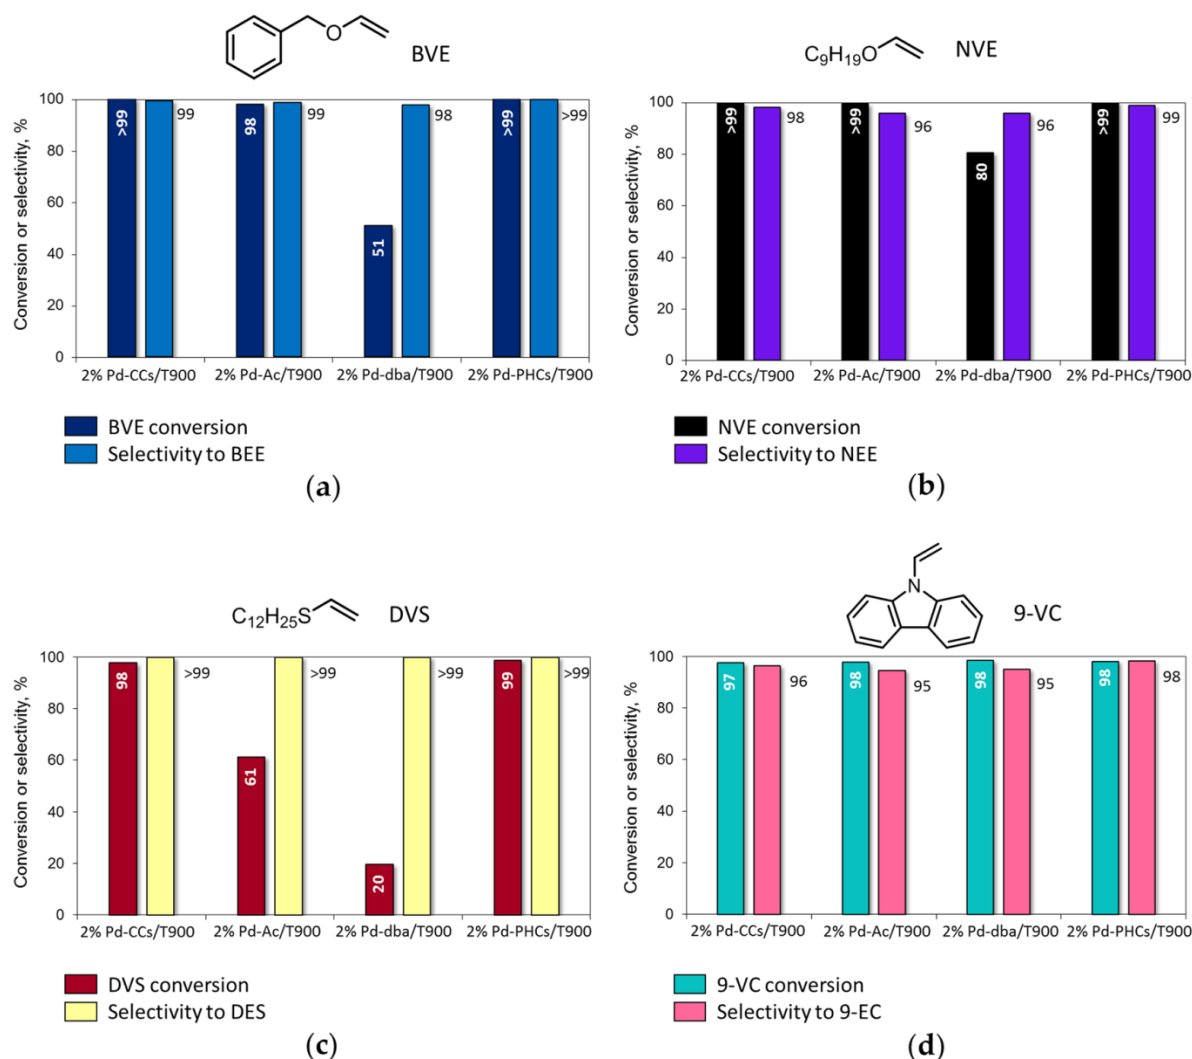 O
BVE
Conversion or selectivity, %
100
80
60
40
20
0
>99
99
98
99
51
98
>99
>99
2% Pd-CCs/T900 2% Pd-Ac/T900 2% Pd-dba/T900 2% Pd-PHCs/T900
BVE conversion
Selectivity to BEE
(a)
C9H19O
NVE
Conversion or selectivity, %
100
80
60
40
20
0
>99
98
>99
96
80
96
>99
99
2% Pd-CCs/T900 2% Pd-Ac/T900 2% Pd-dba/T900 2% Pd-PHCs/T900
NVE conversion
Selectivity to NEE
(b)
C12H25S
DVS
Conversion or selectivity, %
100
80
60
40
20
0
98
>99
61
>99
20
>99
99
>99
2% Pd-CCs/T900 2% Pd-Ac/T900 2% Pd-dba/T900 2% Pd-PHCs/T900
DVS conversion
Selectivity to DES
(c)
N
9-VC
Conversion or selectivity, %
100
80
60
40
20
0
97
96
98
95
98
95
98
98
2% Pd-CCs/T900 2% Pd-Ac/T900 2% Pd-dba/T900 2% Pd-PHCs/T900
9-VC conversion
Selectivity to 9-EC
(d)